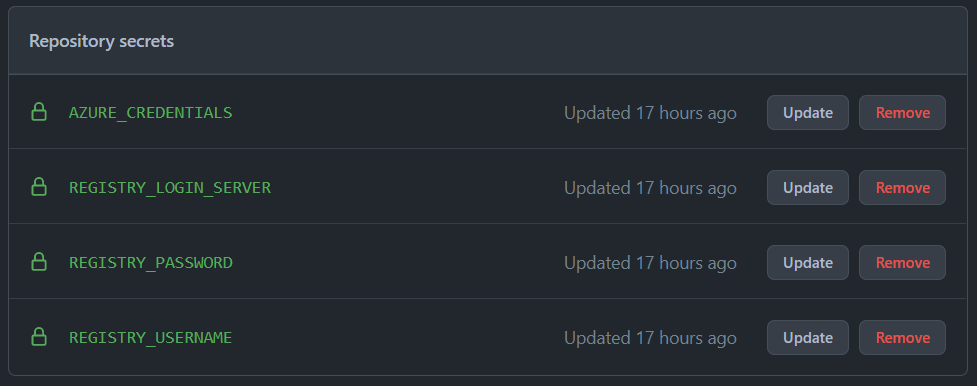 Repository secrets
AZURE_CREDENTIALS Updated 17 hours ago Update Remove
REGISTRY_LOGIN_SERVER Updated 17 hours ago Update Remove
REGISTRY_PASSWORD Updated 17 hours ago Update Remove
REGISTRY_USERNAME Updated 17 hours ago Update Remove